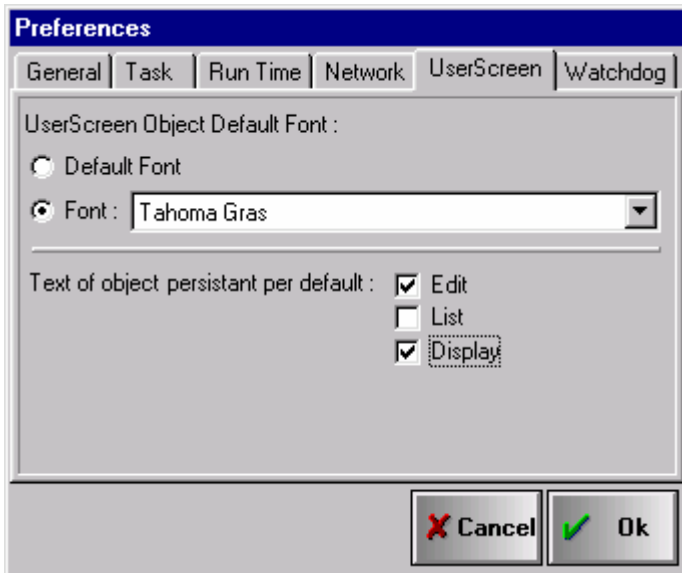 Preferences
General Task Run Time Network UserScreen Watchdog
UserScreen Object Default Font :
Default Font
Font : Tahoma Gras
Text of object persistant per default : Edit
List
Display
Cancel Ok